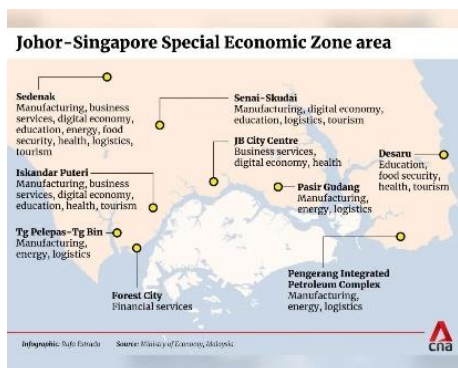 Johor-Singapore Special Economic Zone area
Sedenak
Manufacturing, business
services, digital economy,
education, energy, food
security, health, logistics,
tourism
Senai-Skudai
Manufacturing, digital economy,
education, logistics, tourism
JB City Centre
Business services,
digital economy, health
Desaru
Education,
food security,
health, tourism
Iskandar Puteri
Manufacturing, business
services, digital economy,
education, health, tourism
Pasir Gudang
Manufacturing,
energy, logistics
Tg Pelepas-Tg Bin
Manufacturing,
energy, logistics
Forest City
Financial services
Pengerang Integrated
Petroleum Complex
Manufacturing,
energy, logistics
Infographic: Rafa Estrada Source: Ministry of Economy, Malaysia
cna